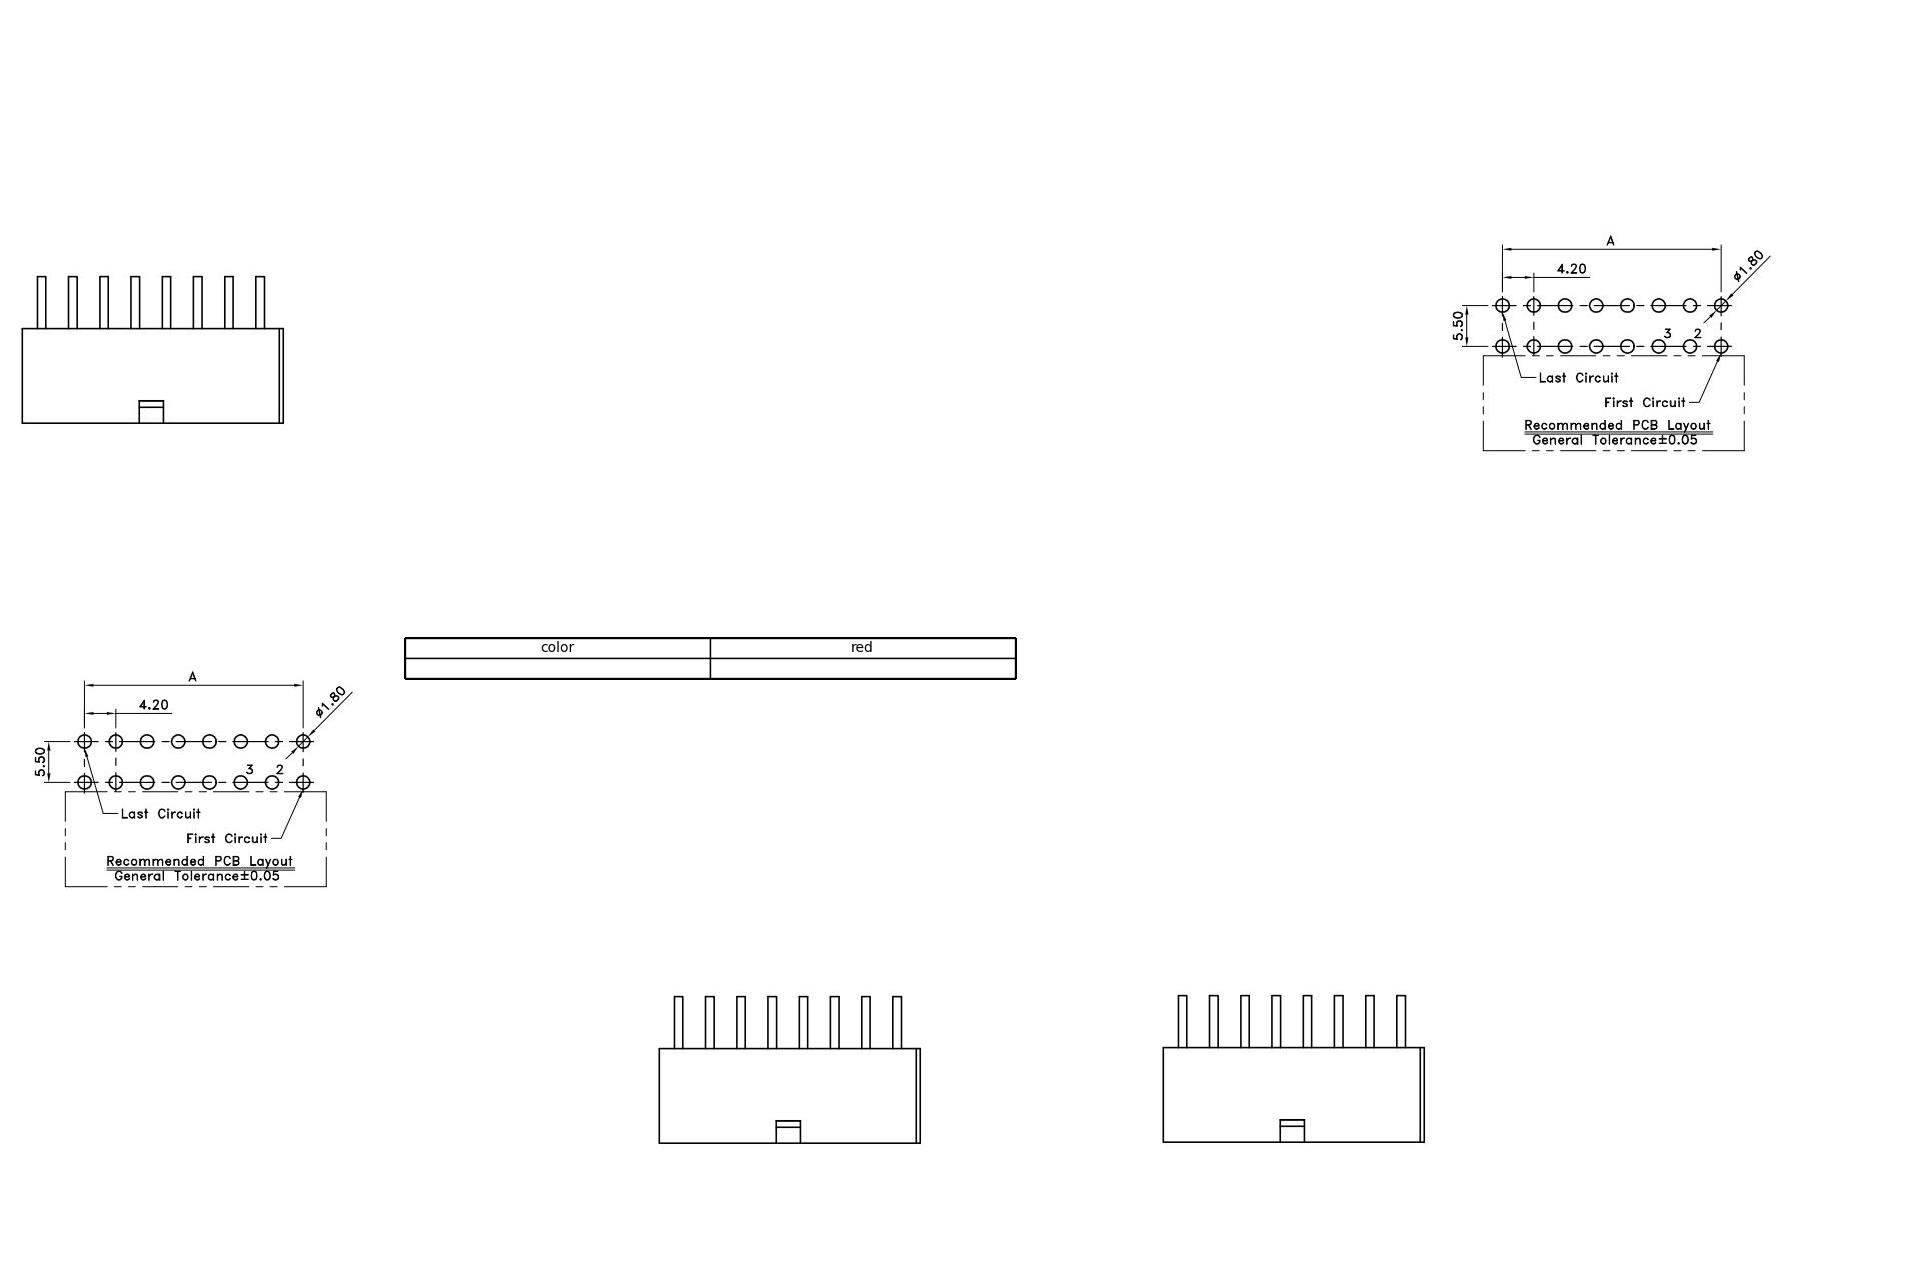 A
4.20
ø1.80
5.50
3 2
Last Circuit
First Circuit
Recommended PCB Layout
General Tolerance±0.05
color red
A
4.20
ø1.80
5.50
3 2
Last Circuit
First Circuit
Recommended PCB Layout
General Tolerance±0.05